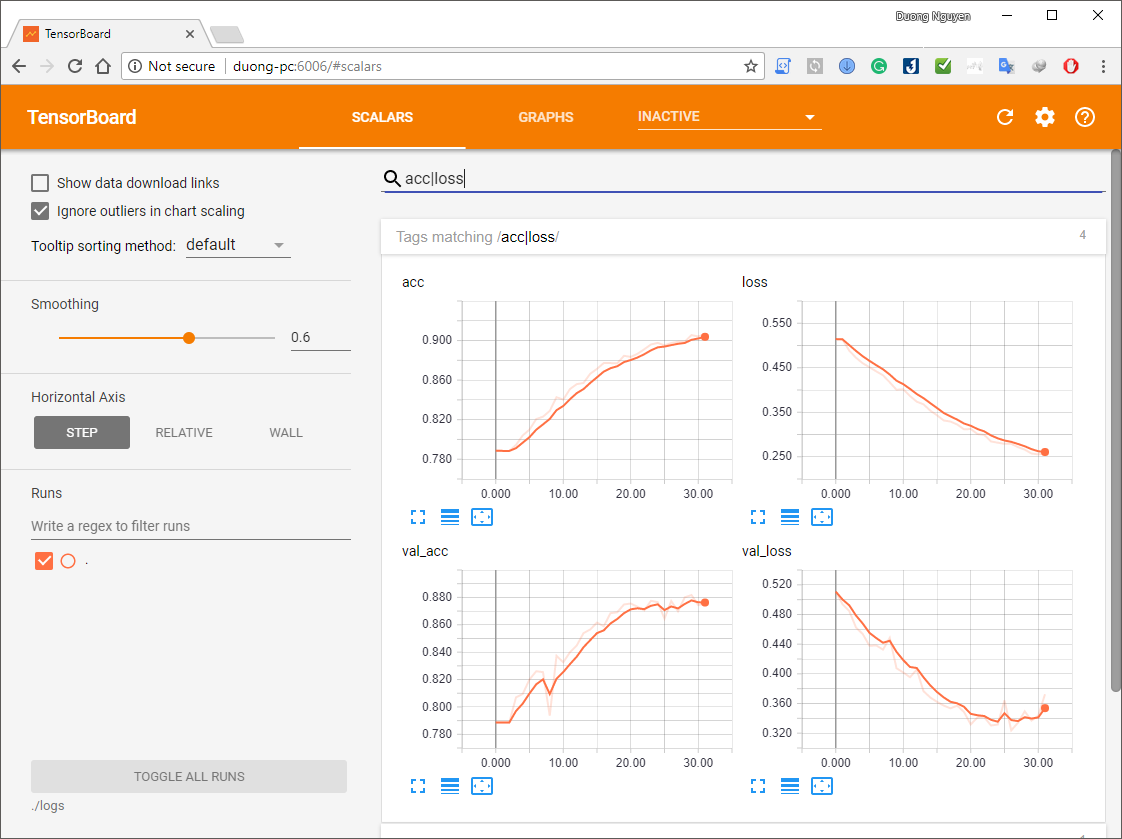 Duong Nguyen
TensorBoard
Not secure duong-pc:6006/#scalars
TensorBoard SCALARS GRAPHS INACTIVE
Show data download links
Ignore outliers in chart scaling
Tooltip sorting method: default
Smoothing
0.6
Horizontal Axis
STEP RELATIVE WALL
Runs
Write a regex to filter runs
.
TOGGLE ALL RUNS
./logs
acc|loss
Tags matching /acc|loss/ 4
acc
0.900
0.860
0.820
0.780
0.000 10.00 20.00 30.00
loss
0.550
0.450
0.350
0.250
0.000 10.00 20.00 30.00
val_acc
0.880
0.860
0.840
0.820
0.800
0.780
0.000 10.00 20.00 30.00
val_loss
0.520
0.480
0.440
0.400
0.360
0.320
0.000 10.00 20.00 30.00